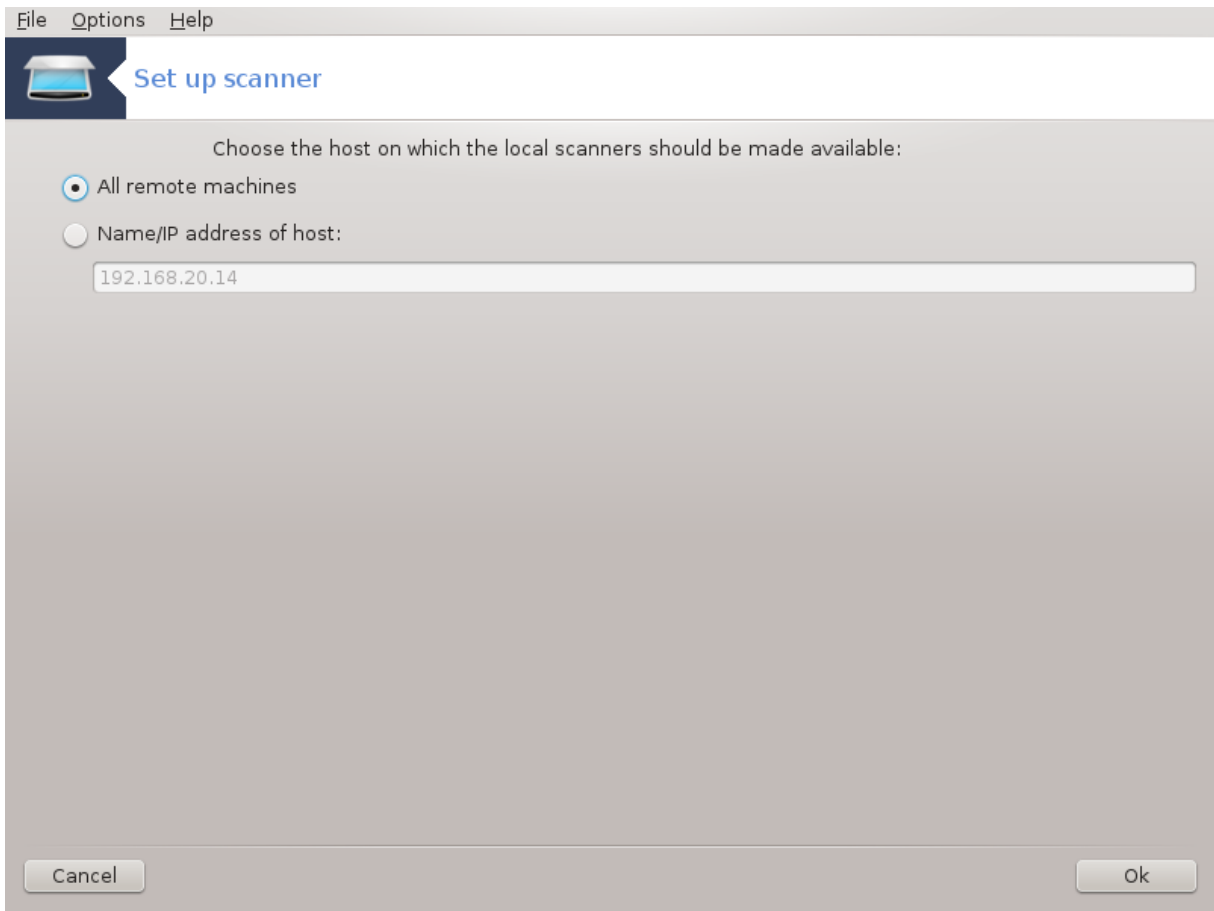 File Options Help
Set up scanner
Choose the host on which the local scanners should be made available:
All remote machines
Name/IP address of host:
192.168.20.14
Cancel Ok